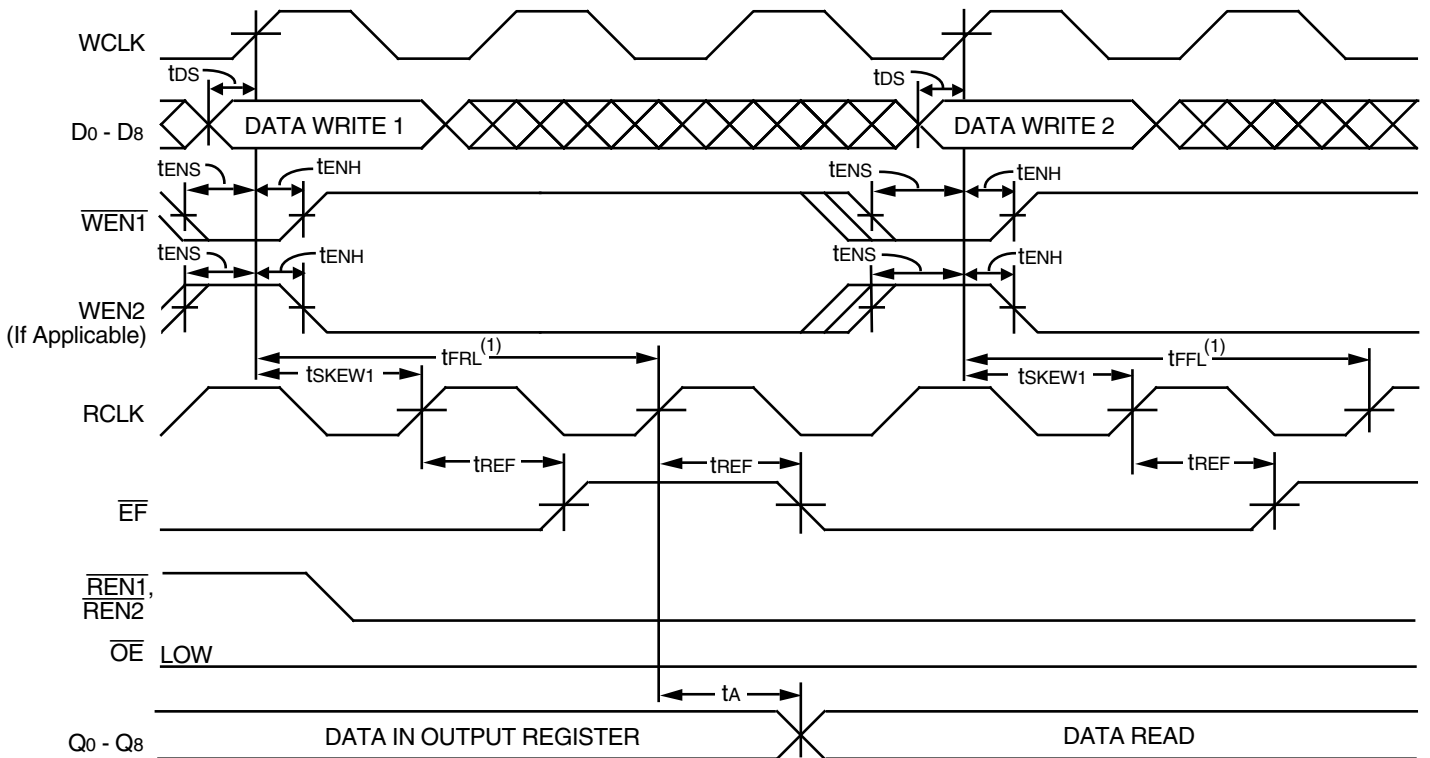 WCLK
tDS
tDS
D0 - D8
DATA WRITE 1
DATA WRITE 2
tENS
tENH
tENS
tENH
WEN1
tENS
tENH
tENS
tENH
WEN2
(If Applicable)
tFRL(1)
tFFL(1)
tSKEW1
tSKEW1
RCLK
tREF
tREF
tREF
EF
REN1,
REN2
OE
LOW
tA
Q0 - Q8
DATA IN OUTPUT REGISTER
DATA READ